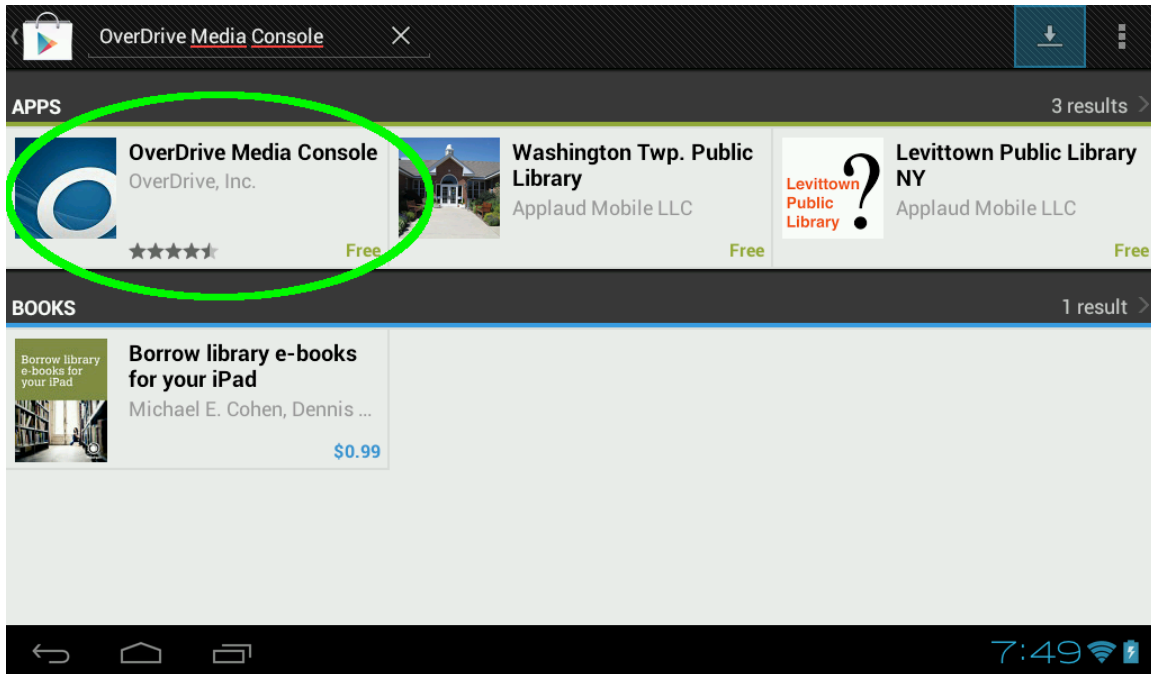 OverDrive Media Console
APPS
3 results
OverDrive Media Console
OverDrive, Inc.
Free
Washington Twp. Public
Library
Applaud Mobile LLC
Free
Levittown
Public
Library
?
Levittown Public Library
NY
Applaud Mobile LLC
Free
BOOKS
1 result
Borrow library
e-books for
your iPad
Borrow library e-books
for your iPad
Michael E. Cohen, Dennis ...
$0.99
7:49